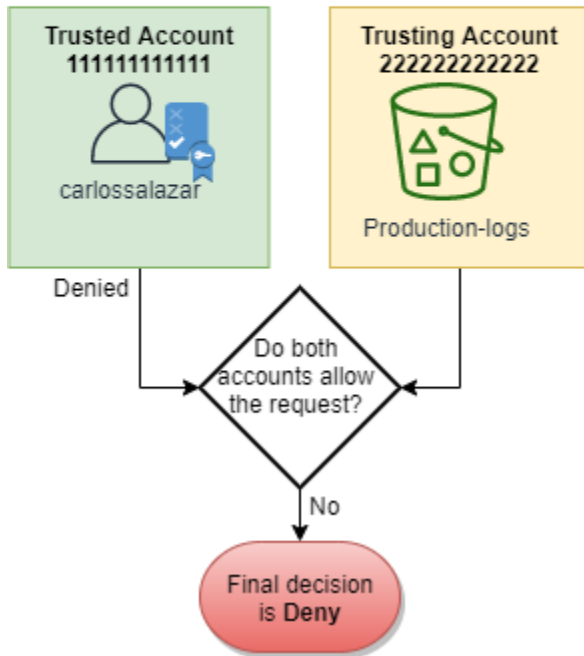 Trusted Account
111111111111
carlossalazar
Trusting Account
222222222222
Production-logs
Denied
Do both
accounts allow
the request?
No
Final decision
is Deny